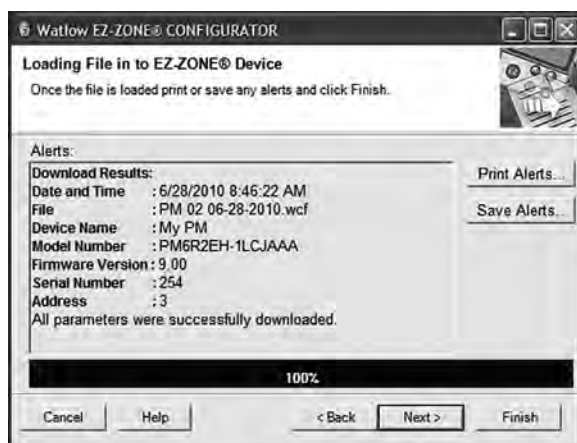 Watlow EZ-ZONE® CONFIGURATOR
Loading File in to EZ-ZONE® Device
Once the file is loaded print or save any alerts and click Finish.
Alerts:
Download Results:
Date and Time : 6/28/2010 8:46:22 AM
File : PM 02 06-28-2010.wcf
Device Name : My PM
Model Number : PM6R2EH-1LCJAAA
Firmware Version : 9.00
Serial Number : 254
Address : 3
All parameters were successfully downloaded.
Print Alerts...
Save Alerts...
100%
Cancel Help < Back Next > Finish